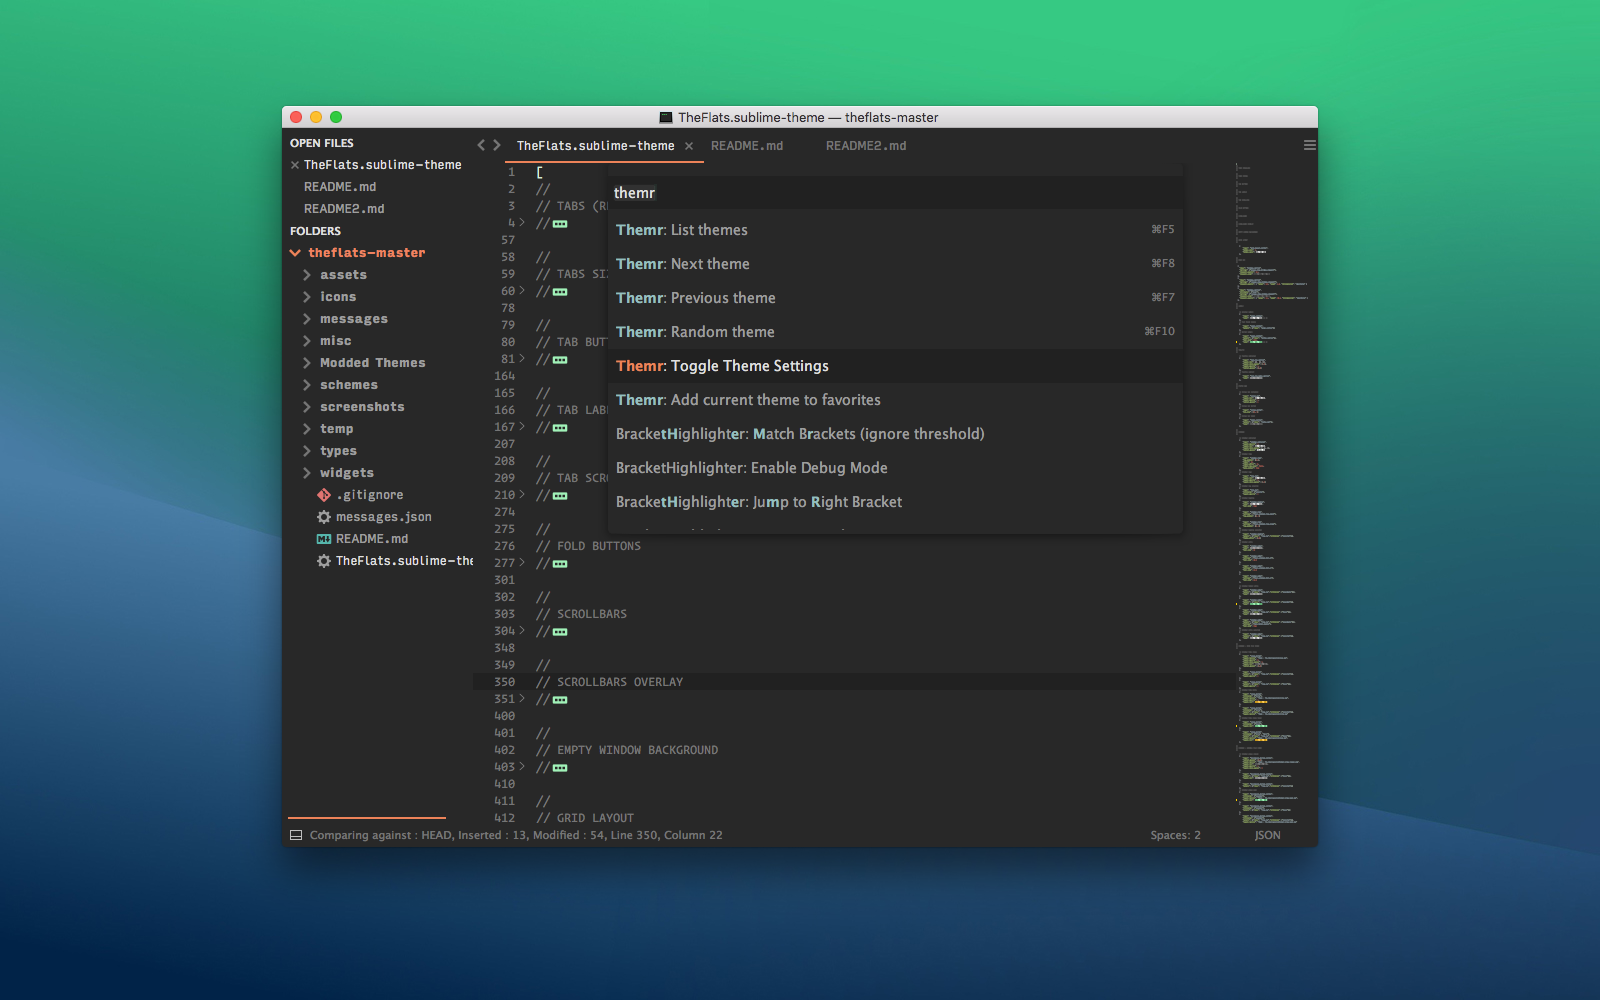 TheFlats.sublime-theme — theflats-master
OPEN FILES
TheFlats.sublime-theme
README.md
README2.md
FOLDERS
theflats-master
assets
icons
messages
misc
Modded Themes
schemes
screenshots
temp
types
widgets
.gitignore
messages.json
README.md
TheFlats.sublime-the
TheFlats.sublime-theme × README.md README2.md
1 [
2 //
3 // TABS (R
4 //
57
58 //
59 // TABS SI
60 //
78
79 //
80 // TAB BUT
81 //
164
165 //
166 // TAB LAB
167 //
207
208 //
209 // TAB SCR
210 //
274
275 //
276 // FOLD BUTTONS
277 //
301
302 //
303 // SCROLLBARS
304 //
348
349 //
350 // SCROLLBARS OVERLAY
351 //
400
401 //
402 // EMPTY WINDOW BACKGROUND
403 //
410
411 //
412 // GRID LAYOUT
themr
Themr: List themes ⌘F5
Themr: Next theme ⌘F8
Themr: Previous theme ⌘F7
Themr: Random theme ⌘F10
Themr: Toggle Theme Settings
Themr: Add current theme to favorites
BracketHighlighter: Match Brackets (ignore threshold)
BracketHighlighter: Enable Debug Mode
BracketHighlighter: Jump to Right Bracket
Comparing against : HEAD, Inserted : 13, Modified : 54, Line 350, Column 22
Spaces: 2 JSON